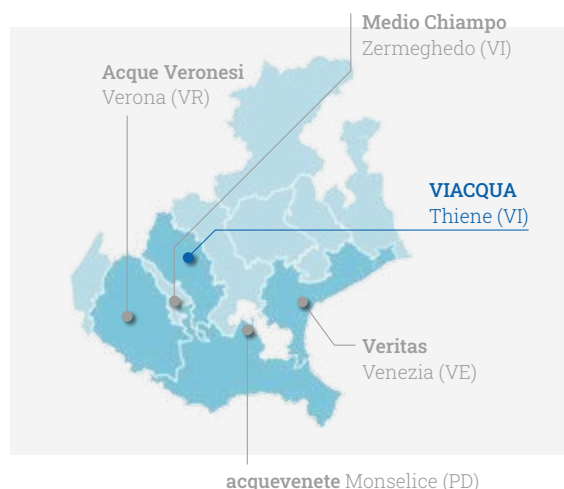 Medio Chiampo
Zermeghedo (VI)
Acque Veronesi
Verona (VR)
VIACQUA
Thiene (VI)
Veritas
Venezia (VE)
acquevenete Monselice (PD)